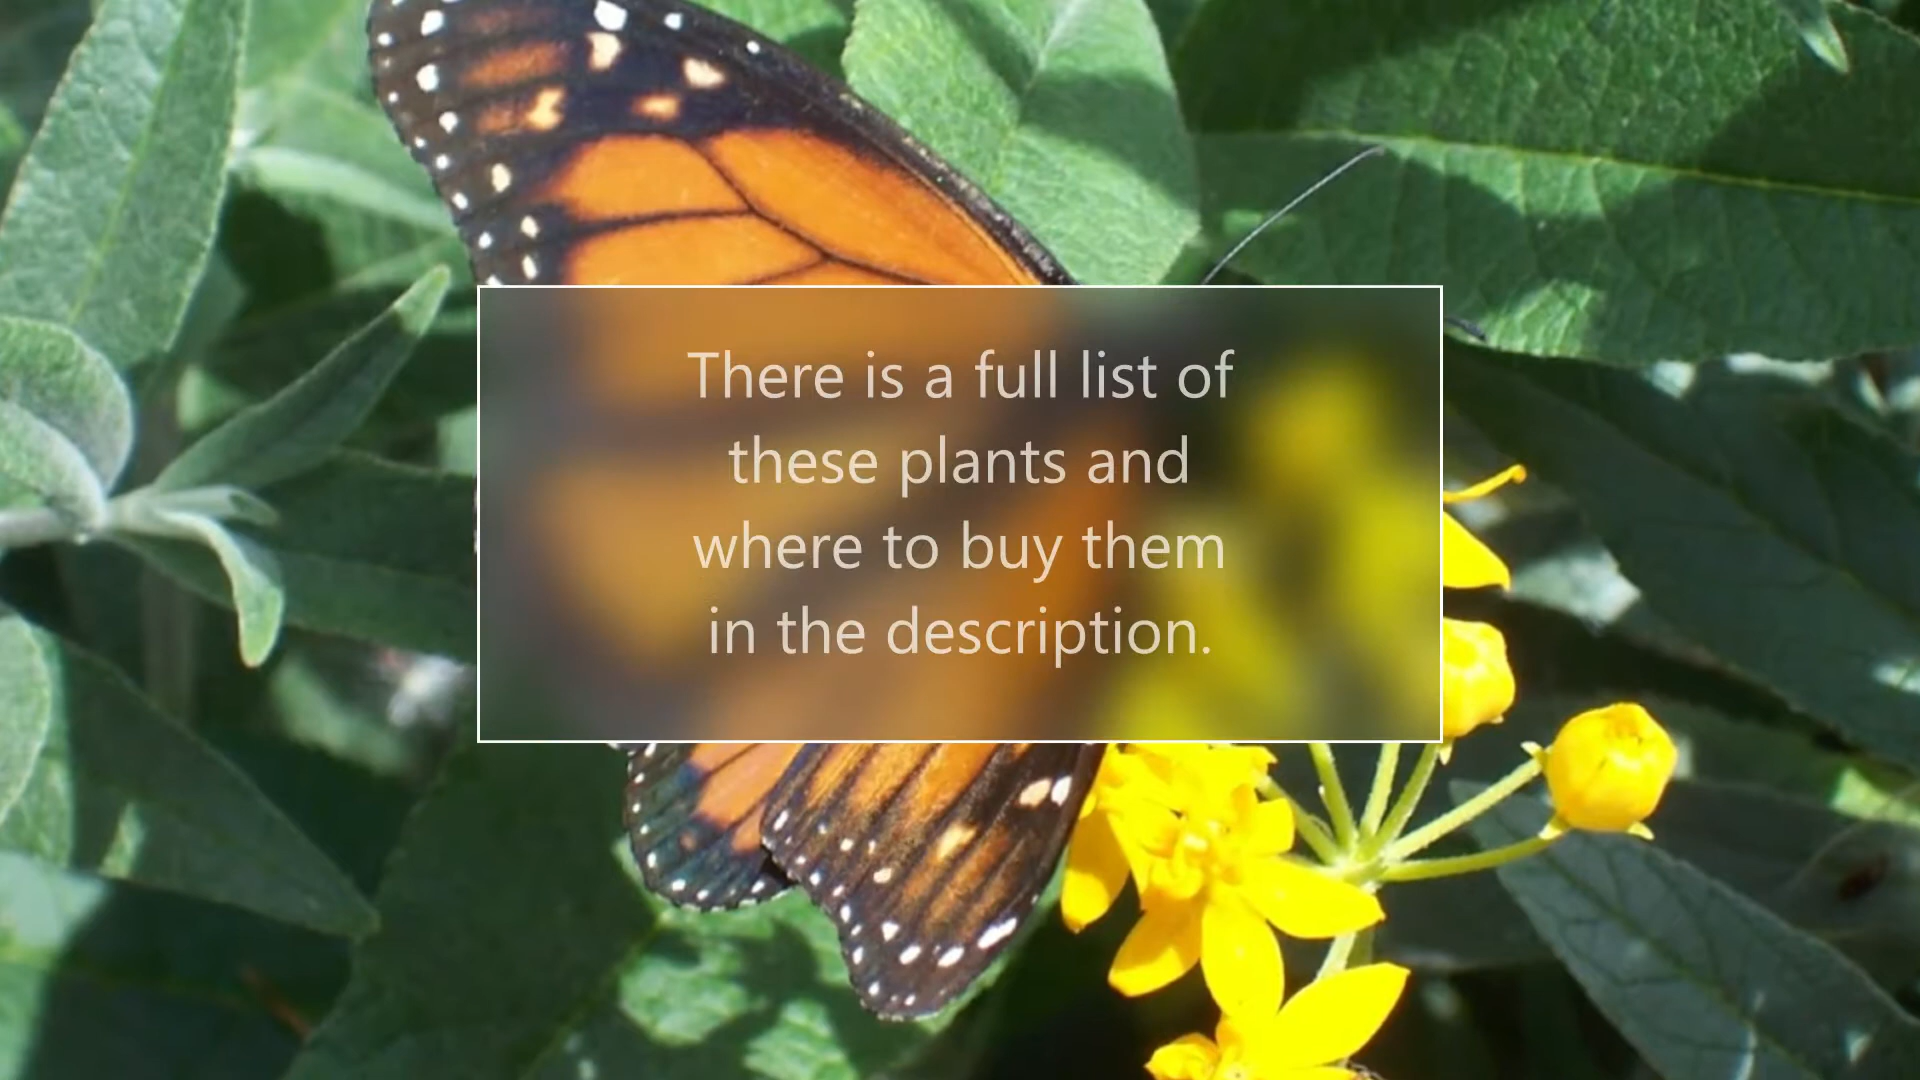 There is a full list of
these plants and
where to buy them
in the description.